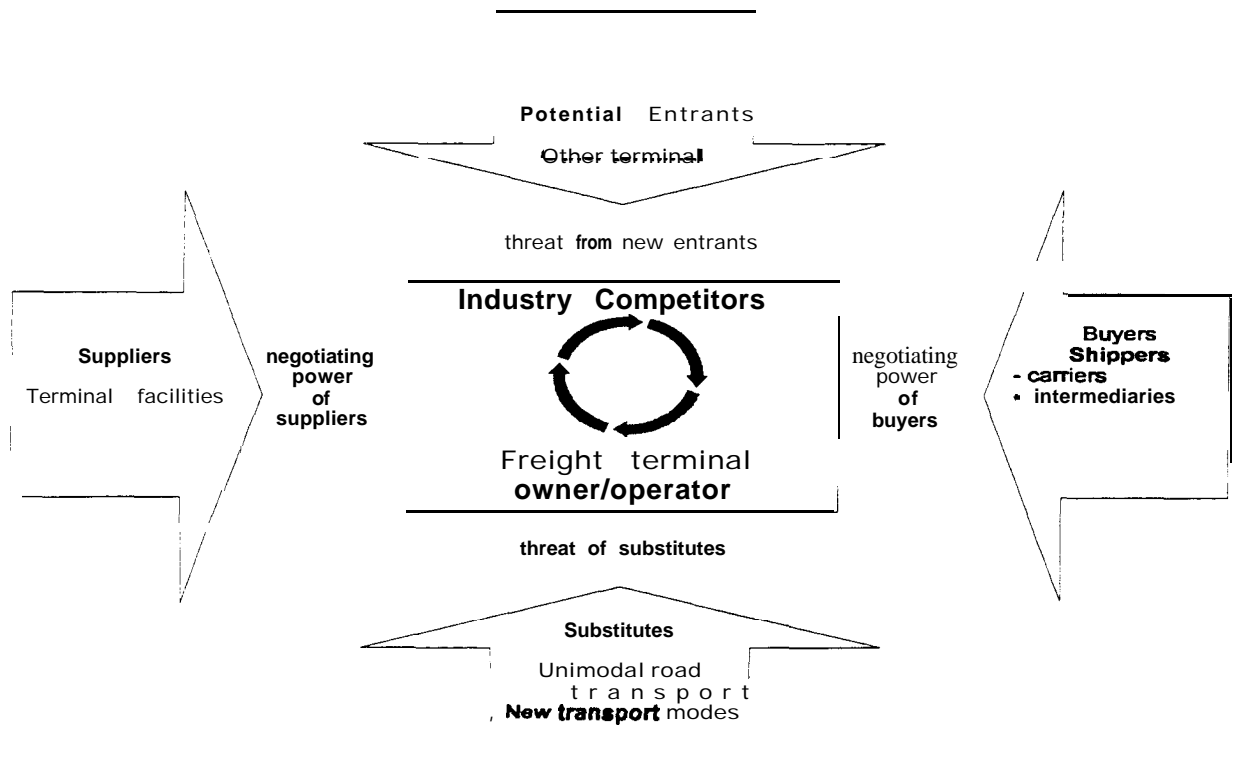 Potential Entrants
Other terminal
threat from new entrants
Industry Competitors
Suppliers
Terminal facilities
negotiating
power
of
suppliers
Freight terminal
owner/operator
negotiating
power
of
buyers
Buyers
Shippers
- carriers
• intermediaries
threat of substitutes
Substitutes
Unimodal road
transport
New transport modes